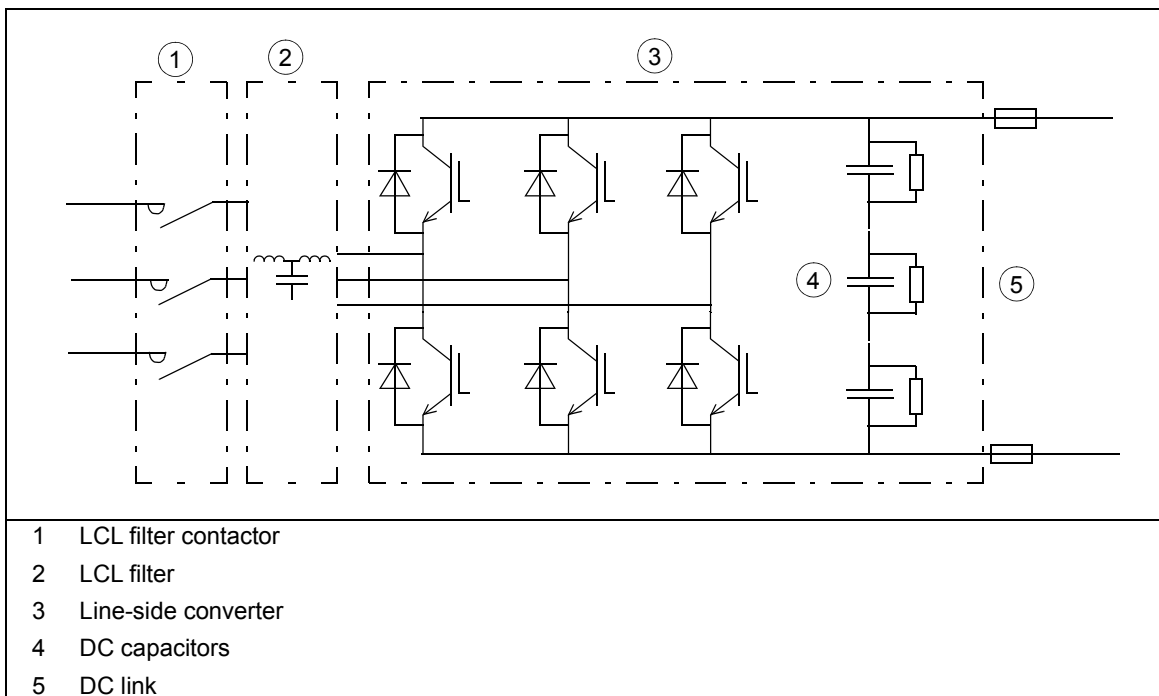 1
2
3
4
5
1 LCL filter contactor
2 LCL filter
3 Line-side converter
4 DC capacitors
5 DC link